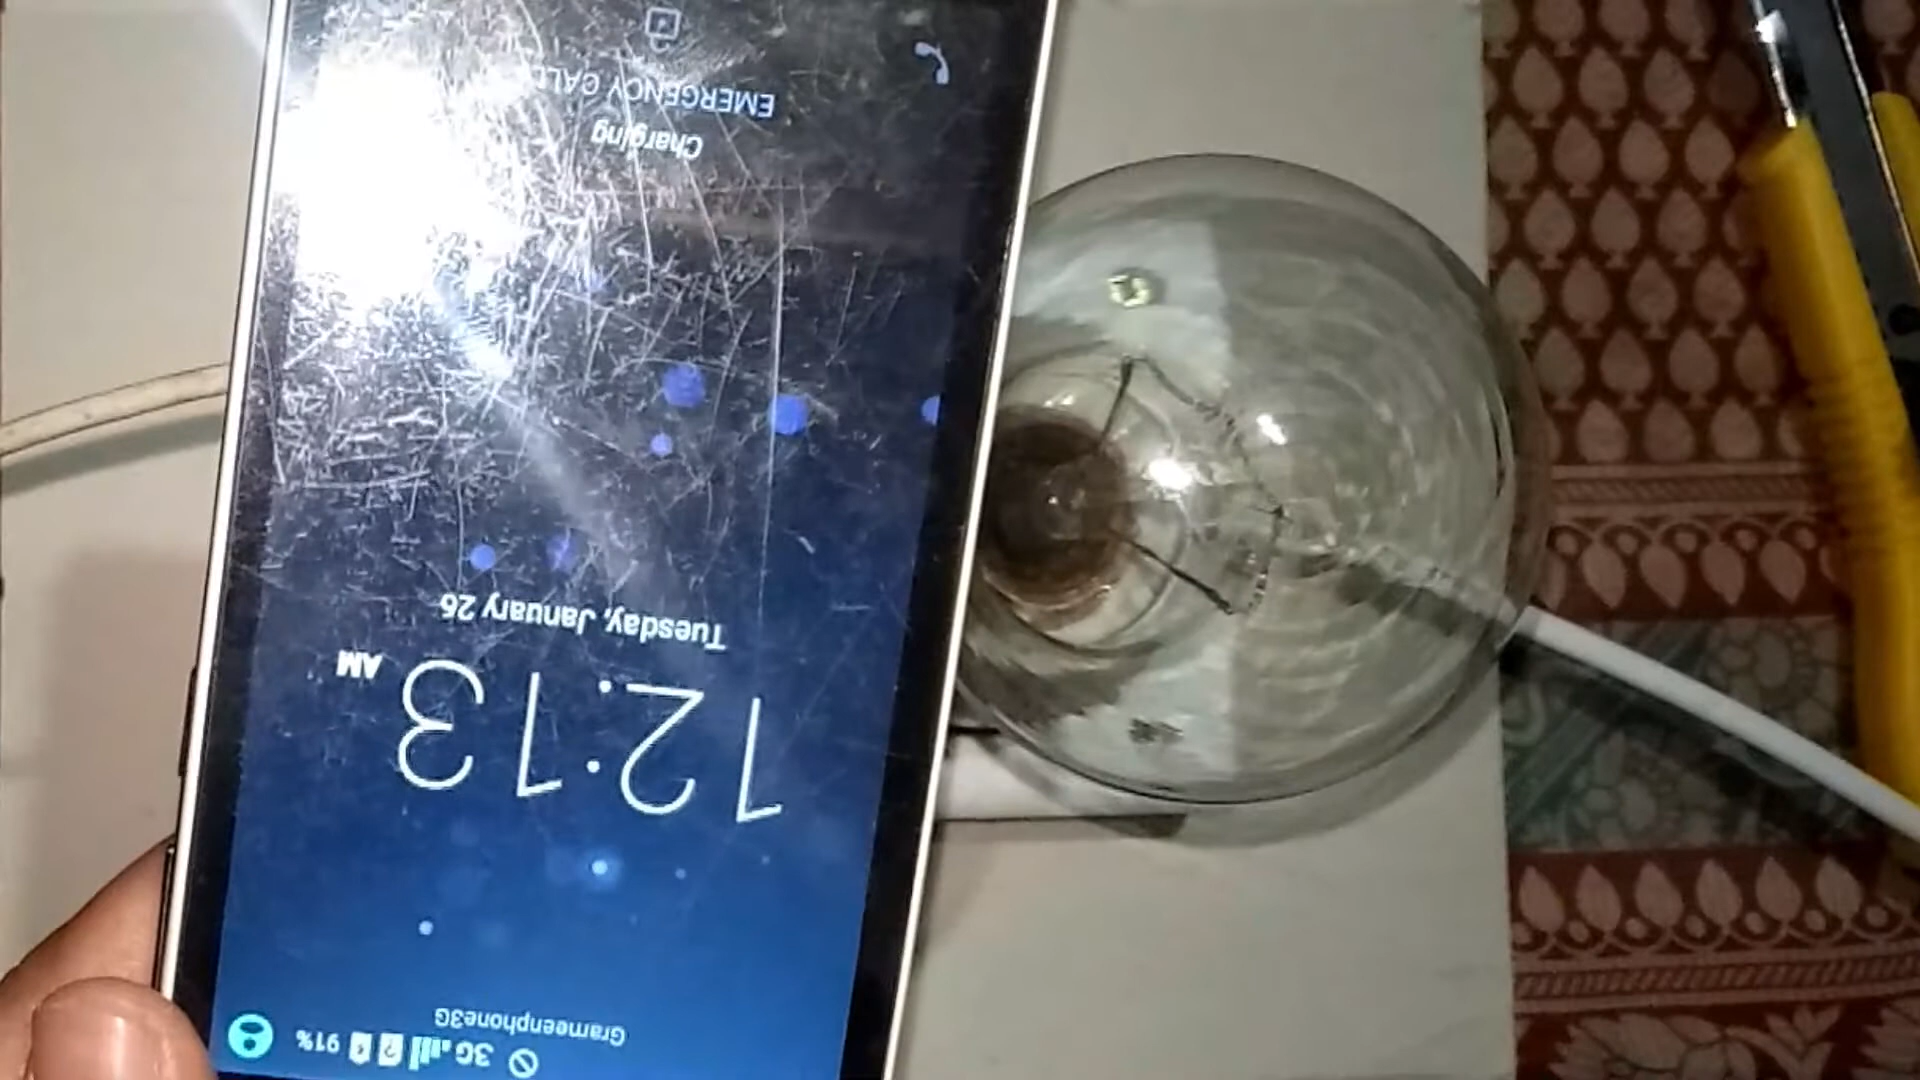 3G 91%
Grameenphone3G
12:13 AM
Tuesday, January 26
Charging
EMERGENCY CALL